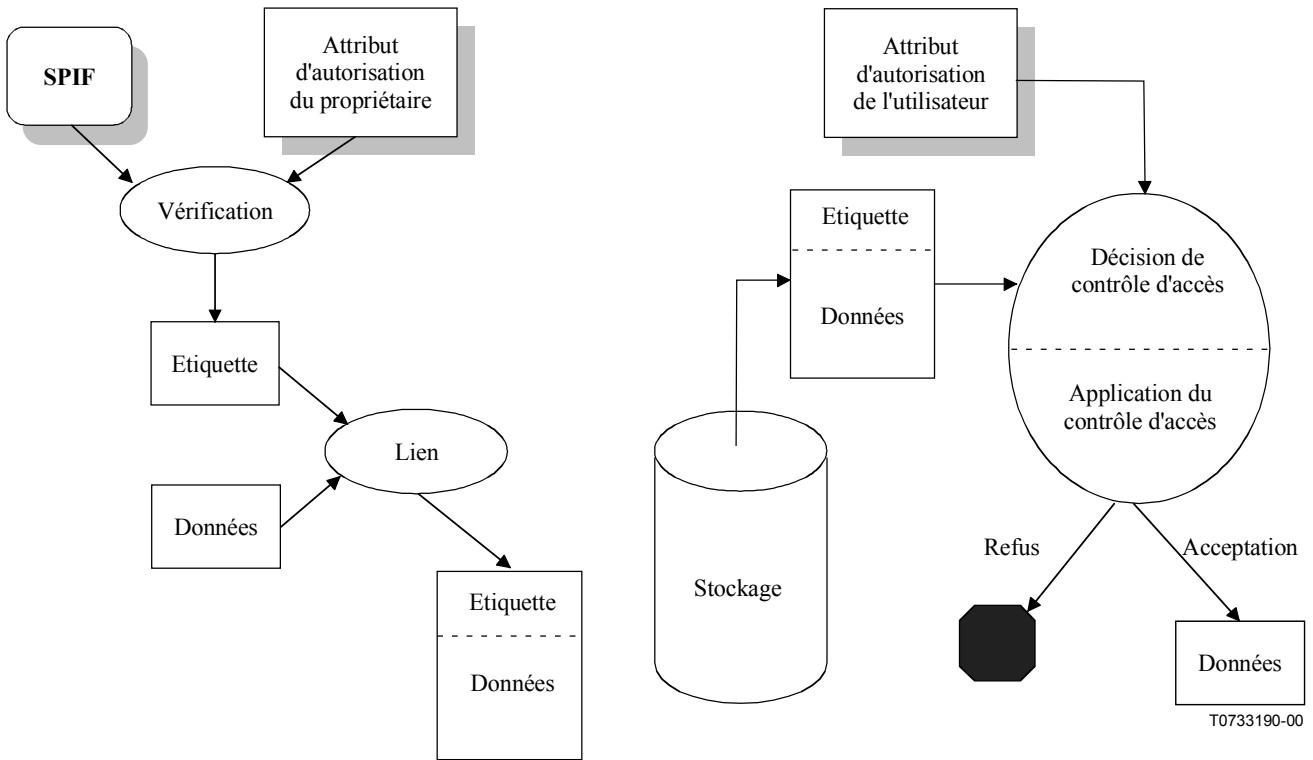 SPIF
Attribut
d'autorisation
du propriétaire
Vérification
Etiquette
Lien
Données
Etiquette
Données
Attribut
d'autorisation
de l'utilisateur
Etiquette
Données
Décision de
contrôle d'accès
Application du
contrôle d'accès
Stockage
Refus
Acceptation
Données
T0733190-00